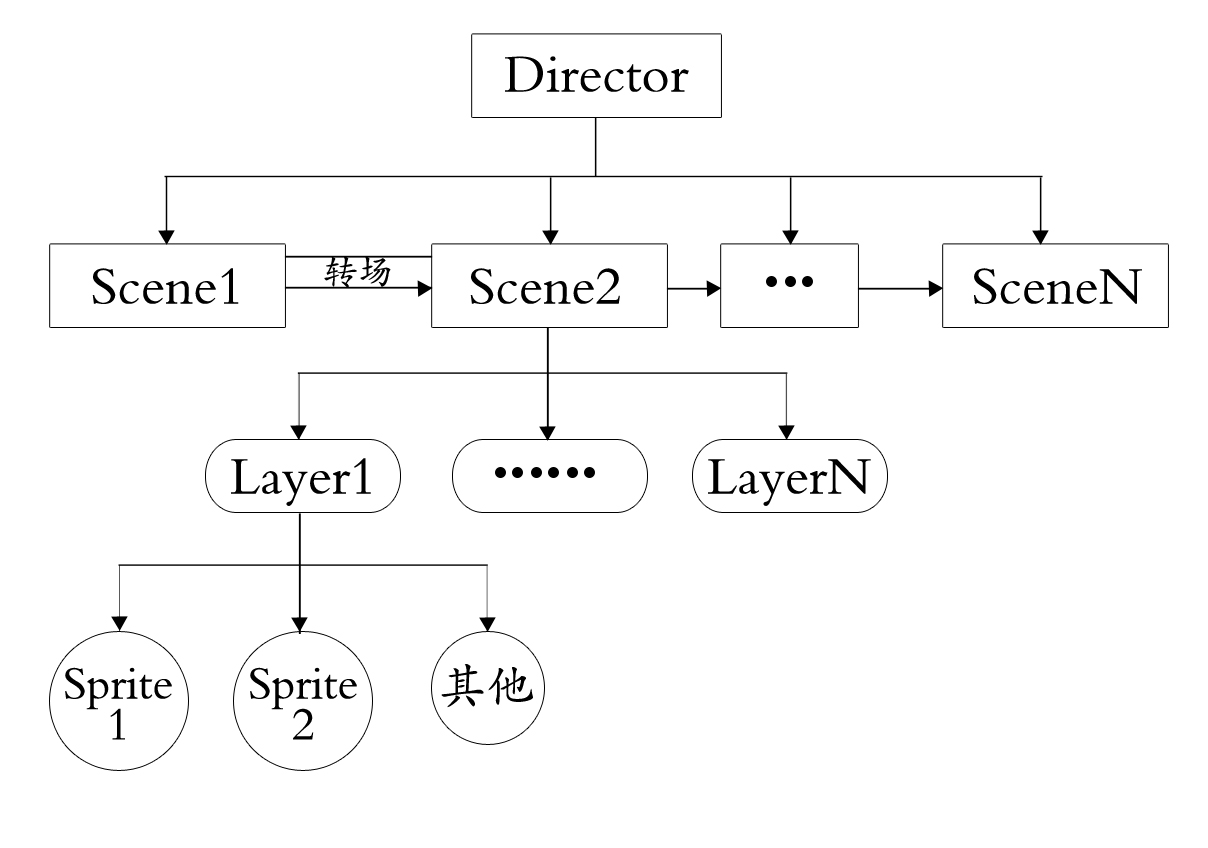 Director
Scene1
转场
Scene2
•••
SceneN
Layer1
••••••
LayerN
Sprite
1
Sprite
2
其他